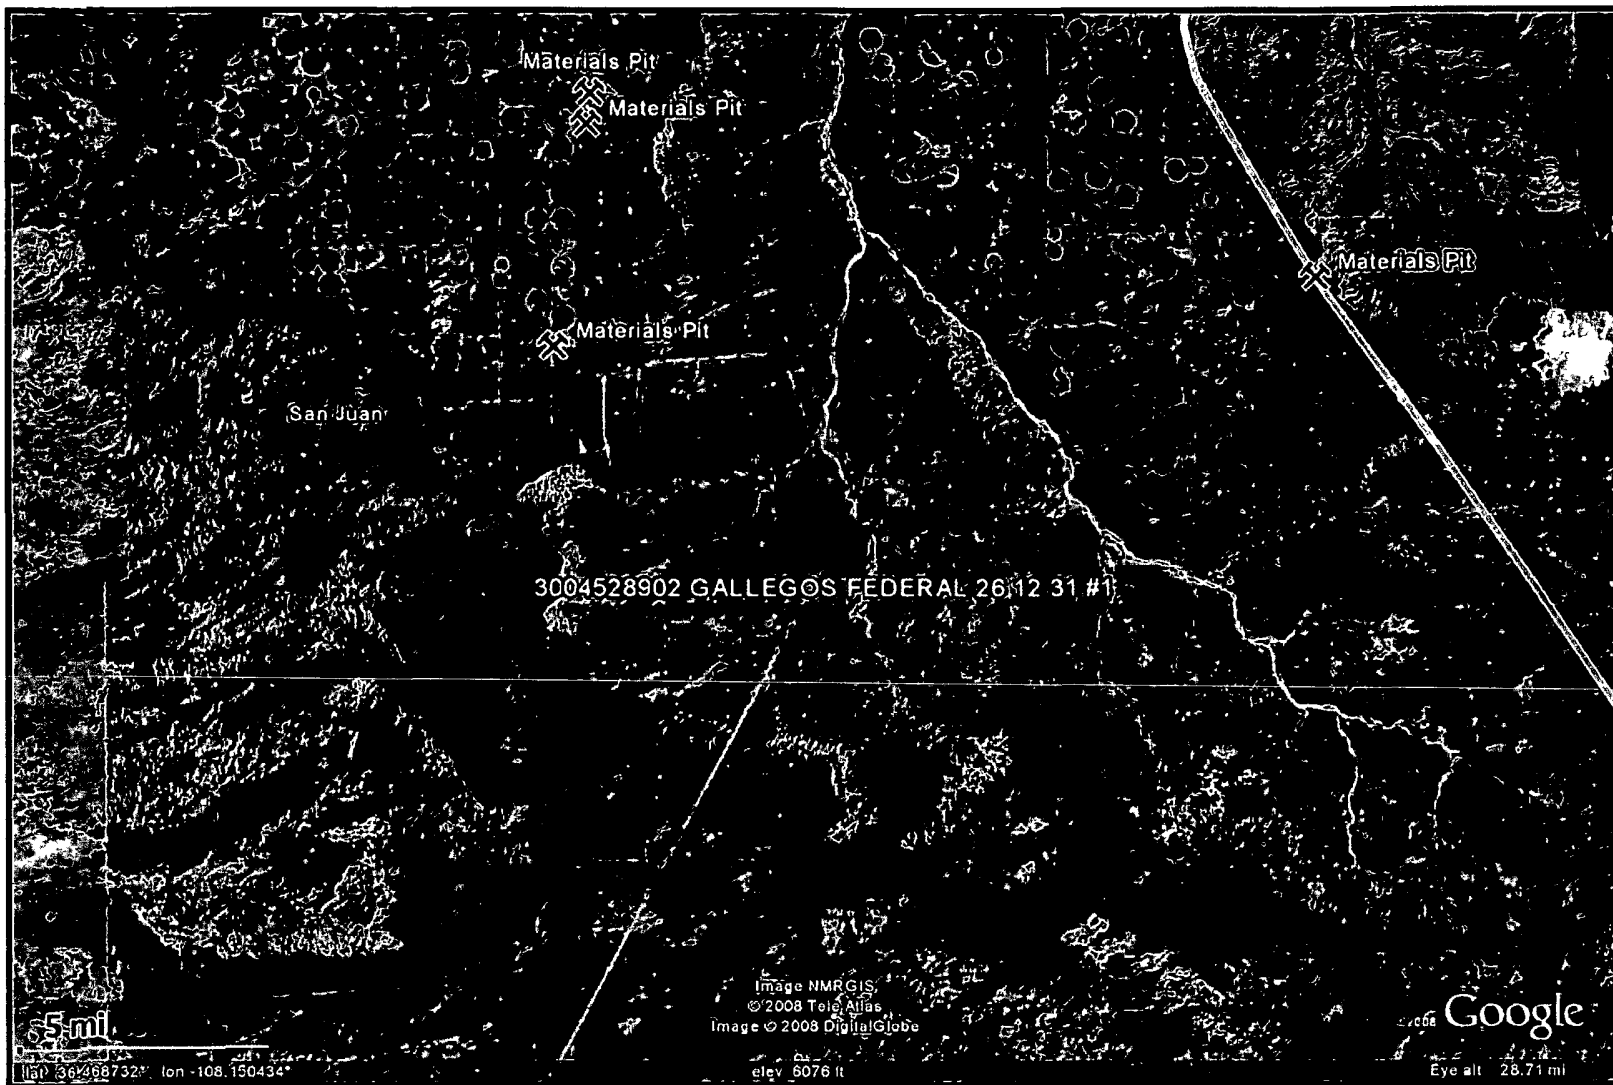 Materials Pit
Materials Pit
Materials Pit
Materials Pit
San Juan
3004528902 GALLEGOS FEDERAL 26 12 31 #1
Image NMRGIS
© 2008 Tele Atlas
Image © 2008 DigitalGlobe
Google
5 mi
lat 36.468732° lon -108.150434°
elev 6076 ft
Eye alt 28.71 mi